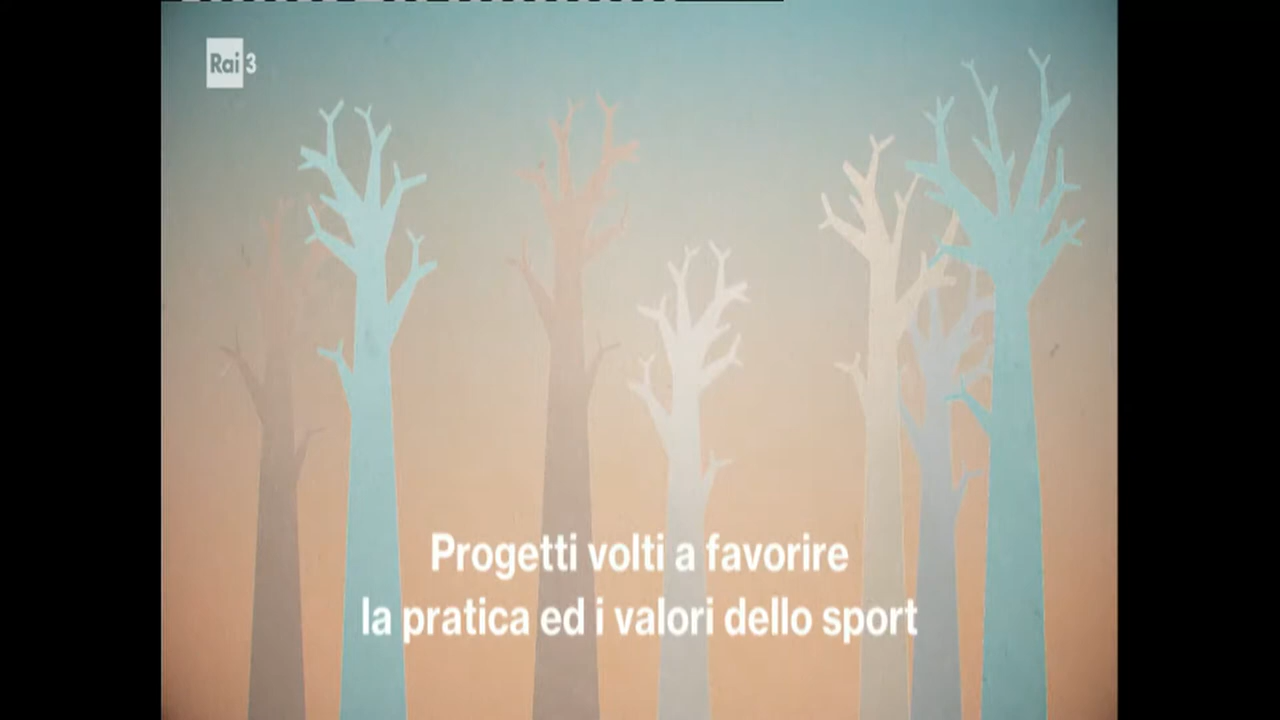 Rai 3
Progetti volti a favorire
la pratica ed i valori dello sport